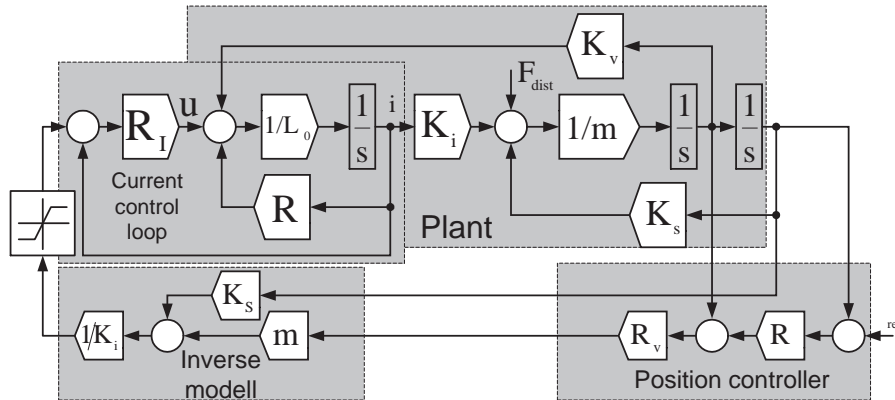 K_v
F_dist
u
i
R_I
1/L_0
1
s
K_i
1/m
1
s
1
s
Current
control
loop
R
Plant
K_s
K_S
1/K_i
m
R_v
R
re
Inverse
modell
Position controller